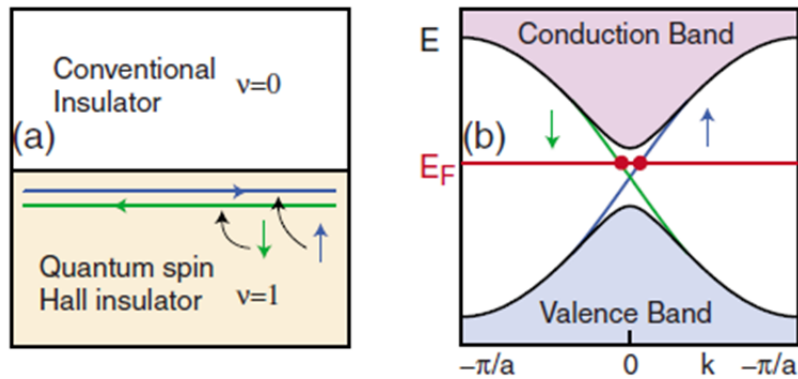 Conventional
Insulator ν=0
(a)
Quantum spin
Hall insulator ν=1
E
Conduction Band
(b)
E_F
Valence Band
−π/a 0 k −π/a